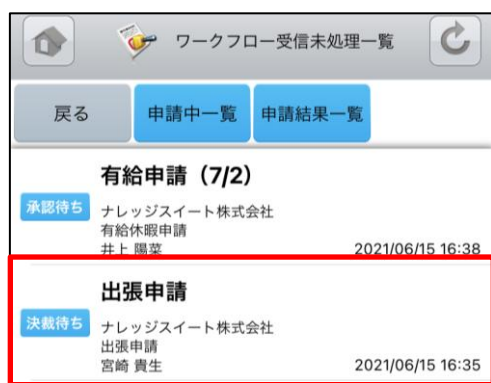 ワークフロー受信未処理一覧
戻る 申請中一覧 申請結果一覧
有給申請（7/2）
承認待ち
ナレッジスイート株式会社
有給休暇申請
井上 陽菜 2021/06/15 16:38
出張申請
決裁待ち
ナレッジスイート株式会社
出張申請
宮崎 貴生 2021/06/15 16:35